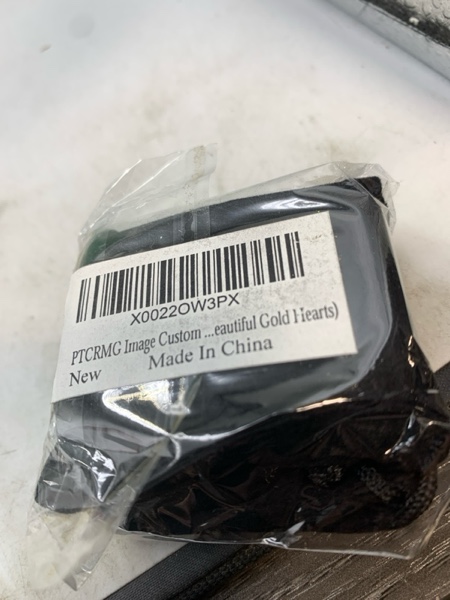 X0022OW3PX
PTCRMG Image Custom ...eautiful Gold Hearts)
New Made In China